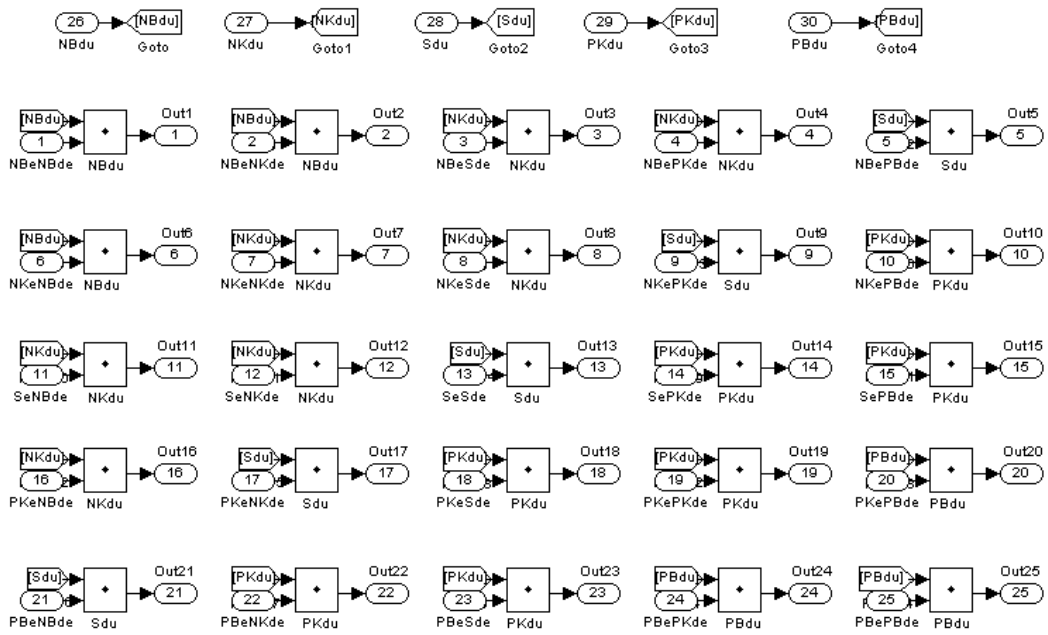 26 [NBdu] 27 [NKdu] 28 [Sdu] 29 [PKdu] 30 [PBdu]
NBdu Goto NKdu Goto1 Sdu Goto2 PKdu Goto3 PBdu Goto4
[NBdu] Out1 [NBdu] Out2 [NKdu] Out3 [NKdu] Out4 [Sdu] Out5
1 1 2 2 3 3 4 4 5 5
NBeNBde NBdu NBeNKde NBdu NBeSde NKdu NBePKde NKdu NBePBde Sdu
[NBdu] Out6 [NKdu] Out7 [NKdu] Out8 [Sdu] Out9 [PKdu] Out10
6 6 7 7 8 8 9 9 10 10
NKeNBde NBdu NKeNKde NKdu NKeSde NKdu NKePKde Sdu NKePBde PKdu
[NKdu] Out11 [NKdu] Out12 [Sdu] Out13 [PKdu] Out14 [PKdu] Out15
11 11 12 12 13 13 14 14 15 15
SeNBde NKdu SeNKde NKdu SeSde Sdu SePKde PKdu SePBde PKdu
[NKdu] Out16 [Sdu] Out17 [PKdu] Out18 [PKdu] Out19 [PBdu] Out20
16 16 17 17 18 18 19 19 20 20
PKeNBde NKdu PKeNKde Sdu PKeSde PKdu PKePKde PKdu PKePBde PBdu
[Sdu] Out21 [PKdu] Out22 [PKdu] Out23 [PBdu] Out24 [PBdu] Out25
21 21 22 22 23 23 24 24 25 25
PBeNBde Sdu PBeNKde PKdu PBeSde PKdu PBePKde PBdu PBePBde PBdu